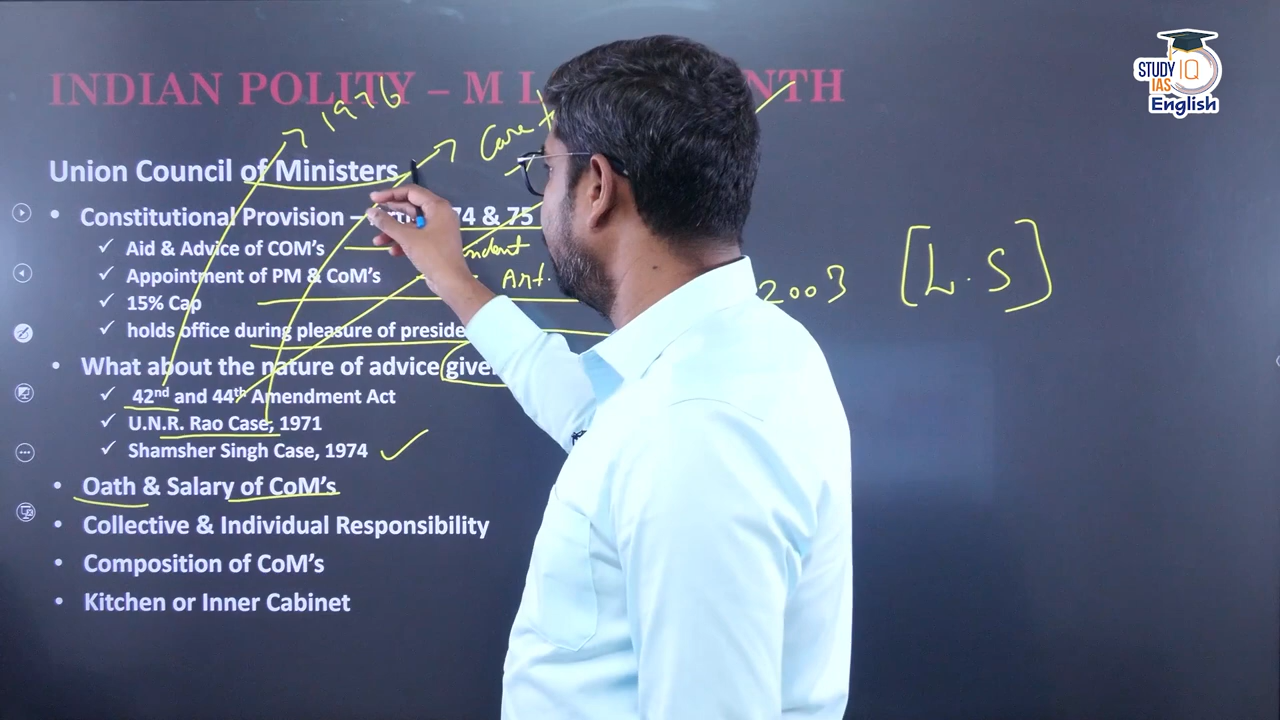 STUDY IQ
IAS
English
INDIAN POLITY – M L NTH
1976
Care
Union Council of Ministers
Constitutional Provision – 74 & 75
Aid & Advice of COM's
Appointment of PM & CoM's
Art.
2003 [L.S]
15% Cap
holds office during pleasure of preside
What about the nature of advice give
42nd and 44th Amendment Act
U.N.R. Rao Case, 1971
Shamsher Singh Case, 1974
Oath & Salary of CoM's
Collective & Individual Responsibility
Composition of CoM's
Kitchen or Inner Cabinet